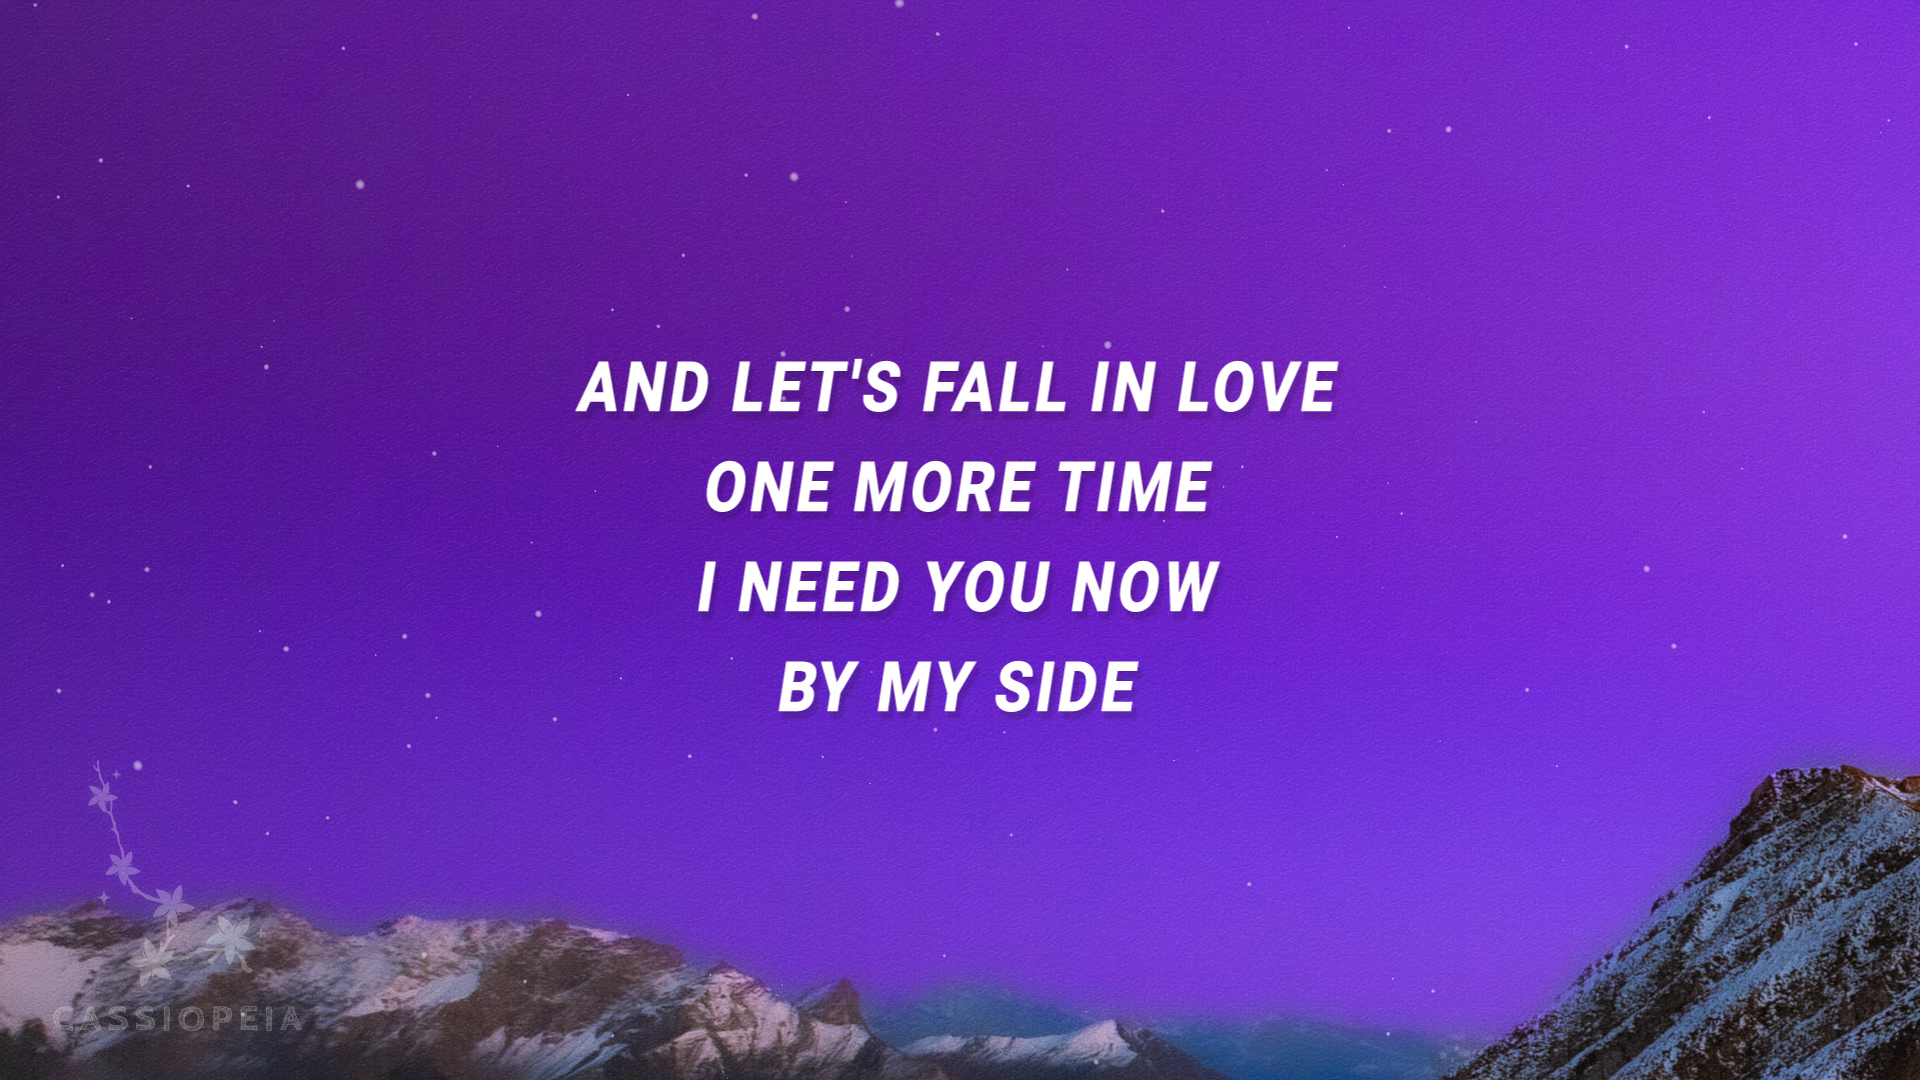 AND LET'S FALL IN LOVE
ONE MORE TIME
I NEED YOU NOW
BY MY SIDE
CASSIOPEIA